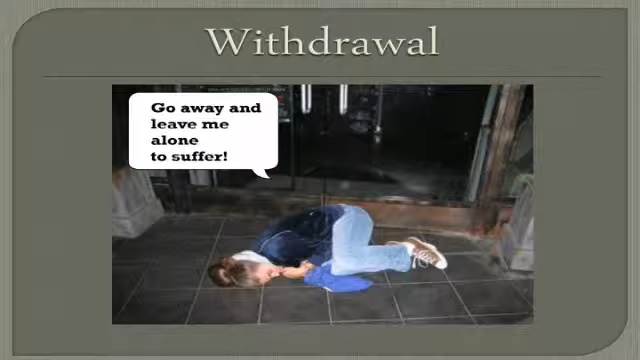 Withdrawal
Go away and
leave me
alone
to suffer!